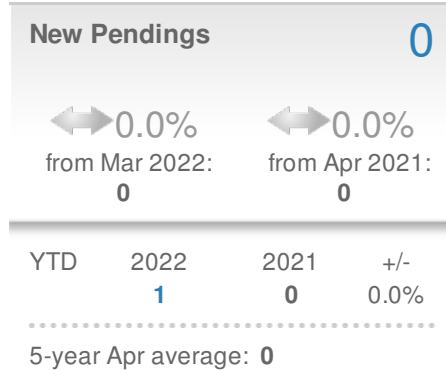 New Pendings 0
0.0% 0.0%
from Mar 2022: from Apr 2021:
0 0
YTD 2022 2021 +/-
1 0 0.0%
5-year Apr average: 0